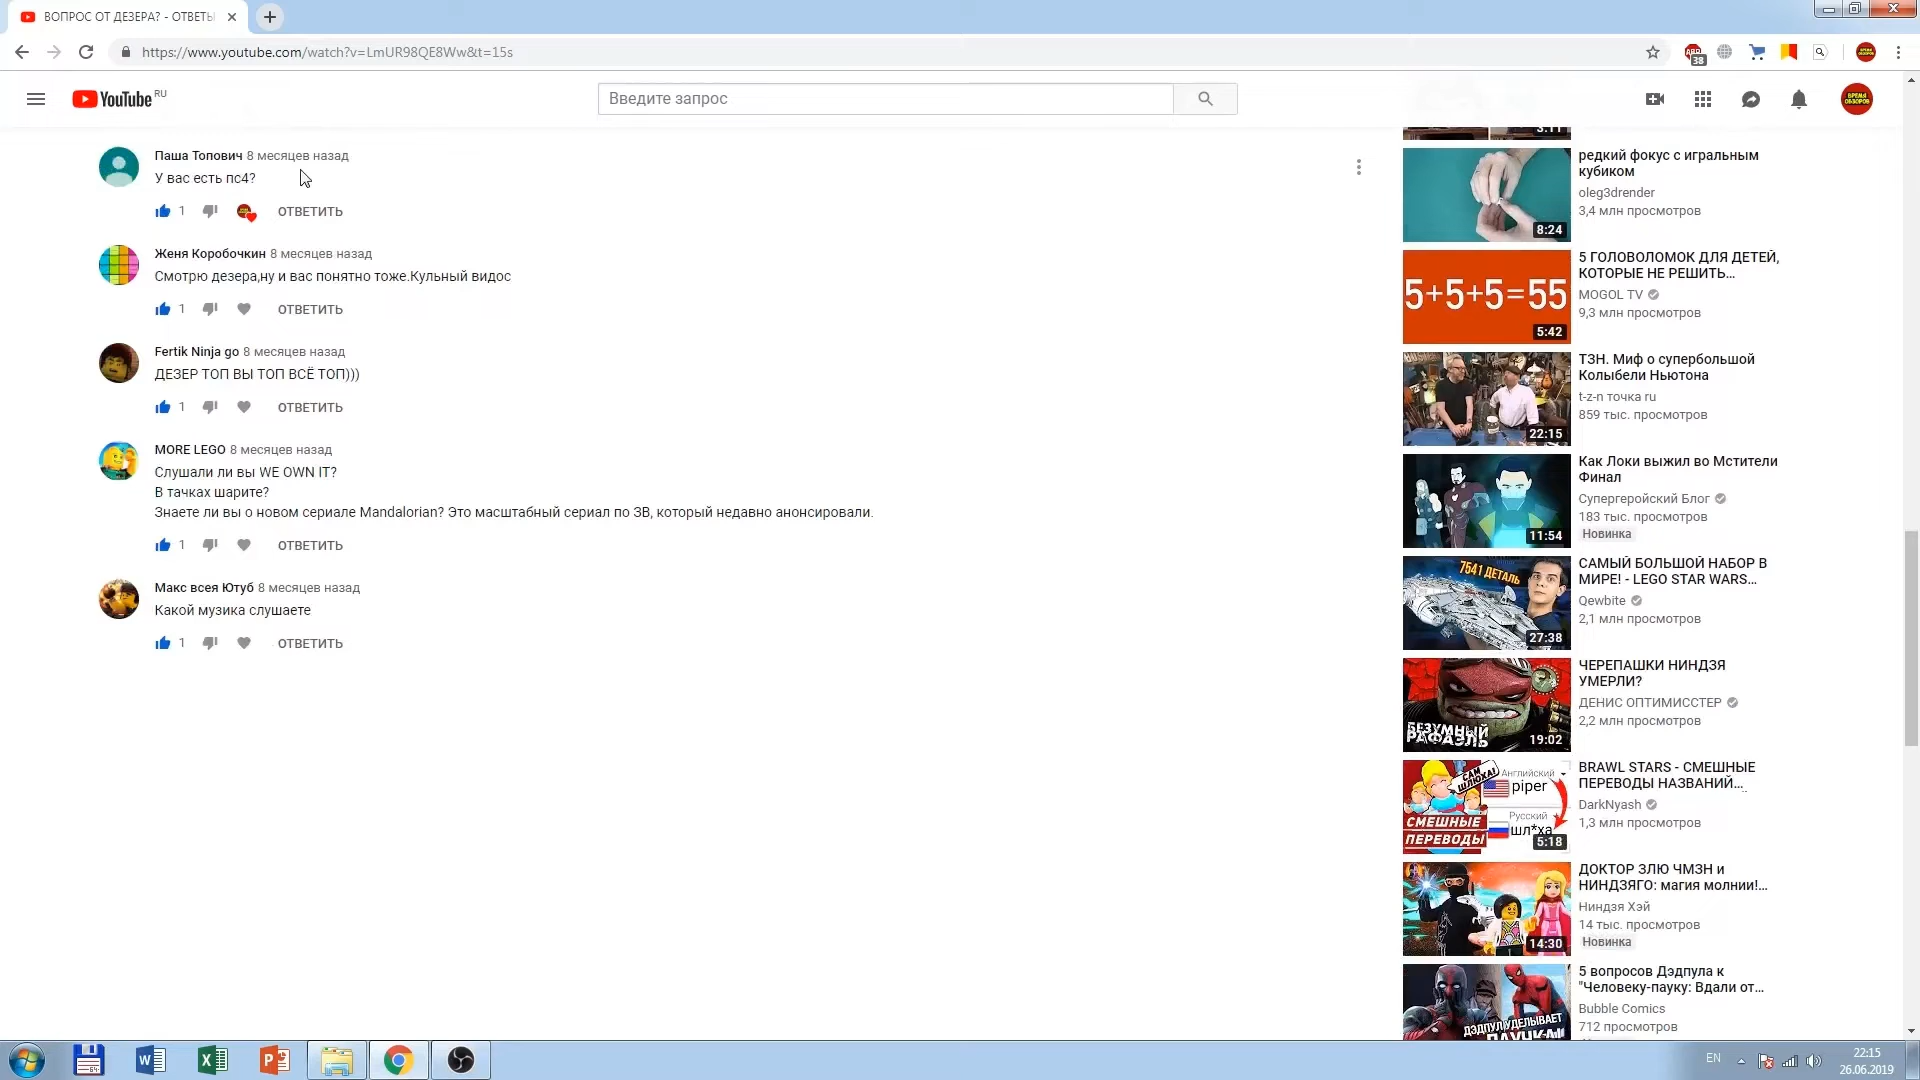 ВОПРОС ОТ ДЕЗЕРА? - ОТВЕТЫ
https://www.youtube.com/watch?v=LmUR98QE8Ww&t=15s
38
YouTube RU
Введите запрос
Паша Топович 8 месяцев назад
У вас есть пс4?
1 ОТВЕТИТЬ
Женя Коробочкин 8 месяцев назад
Смотрю дезера,ну и вас понятно тоже.Кульный видос
1 ОТВЕТИТЬ
Fertik Ninja go 8 месяцев назад
ДЕЗЕР ТОП ВЫ ТОП ВСЁ ТОП)))
1 ОТВЕТИТЬ
MORE LEGO 8 месяцев назад
Слушали ли вы WE OWN IT?
В тачках шарите?
Знаете ли вы о новом сериале Mandalorian? Это масштабный сериал по ЗВ, который недавно анонсировали.
1 ОТВЕТИТЬ
Макс всея Ютуб 8 месяцев назад
Какой музика слушаете
1 ОТВЕТИТЬ
3:11
8:24
редкий фокус с игральным
кубиком
oleg3drender
3,4 млн просмотров
5+5+5=55
5:42
5 ГОЛОВОЛОМОК ДЛЯ ДЕТЕЙ,
КОТОРЫЕ НЕ РЕШИТЬ...
MOGOL TV
9,3 млн просмотров
22:15
ТЗН. Миф о супербольшой
Колыбели Ньютона
t-z-n точка ru
859 тыс. просмотров
11:54
Как Локи выжил во Мстители
Финал
Супергеройский Блог
183 тыс. просмотров
Новинка
7541 ДЕТАЛЬ
27:38
САМЫЙ БОЛЬШОЙ НАБОР В
МИРЕ! - LEGO STAR WARS...
Qewbite
2,1 млн просмотров
БЕЗУМНЫЙ
РАФАЭЛЬ
19:02
ЧЕРЕПАШКИ НИНДЗЯ
УМЕРЛИ?
ДЕНИС ОПТИМИССТЕР
2,2 млн просмотров
САМ
ШЛЮХА!
Английский
piper
Русский
шл*ха
СМЕШНЫЕ
ПЕРЕВОДЫ
5:18
BRAWL STARS - СМЕШНЫЕ
ПЕРЕВОДЫ НАЗВАНИЙ...
DarkNyash
1,3 млн просмотров
14:30
ДОКТОР ЗЛЮ ЧМЗН и
НИНДЗЯГО: магия молнии!...
Ниндзя Хэй
14 тыс. просмотров
Новинка
ДЭДПУЛ УДЕЛЫВАЕТ
5 вопросов Дэдпула к
"Человеку-пауку: Вдали от...
Bubble Comics
712 просмотров
EN
22:15
26.06.2019